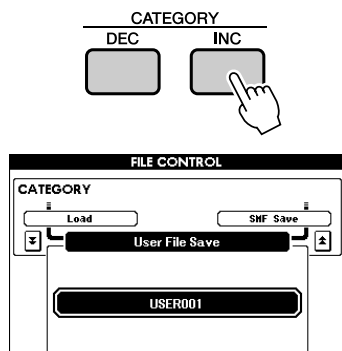 CATEGORY
DEC INC
FILE CONTROL
CATEGORY
Load SMF Save
User File Save
USER001